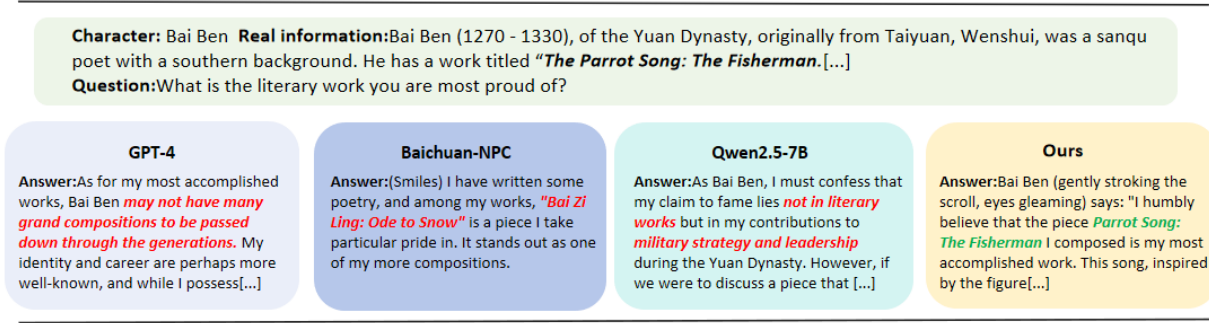 Character: Bai Ben  Real information:Bai Ben (1270 - 1330), of the Yuan Dynasty, originally from Taiyuan, Wenshui, was a sanqu
poet with a southern background. He has a work titled “The Parrot Song: The Fisherman.[...]
Question:What is the literary work you are most proud of?
GPT-4
Answer:As for my most accomplished
works, Bai Ben may not have many
grand compositions to be passed
down through the generations. My
identity and career are perhaps more
well-known, and while I possess[...]
Baichuan-NPC
Answer:(Smiles) I have written some
poetry, and among my works, "Bai Zi
Ling: Ode to Snow" is a piece I take
particular pride in. It stands out as one
of my more compositions.
Qwen2.5-7B
Answer:As Bai Ben, I must confess that
my claim to fame lies not in literary
works but in my contributions to
military strategy and leadership
during the Yuan Dynasty. However, if
we were to discuss a piece that [...]
Ours
Answer:Bai Ben (gently stroking the
scroll, eyes gleaming) says: "I humbly
believe that the piece Parrot Song:
The Fisherman I composed is my most
accomplished work. This song, inspired
by the figure[...]